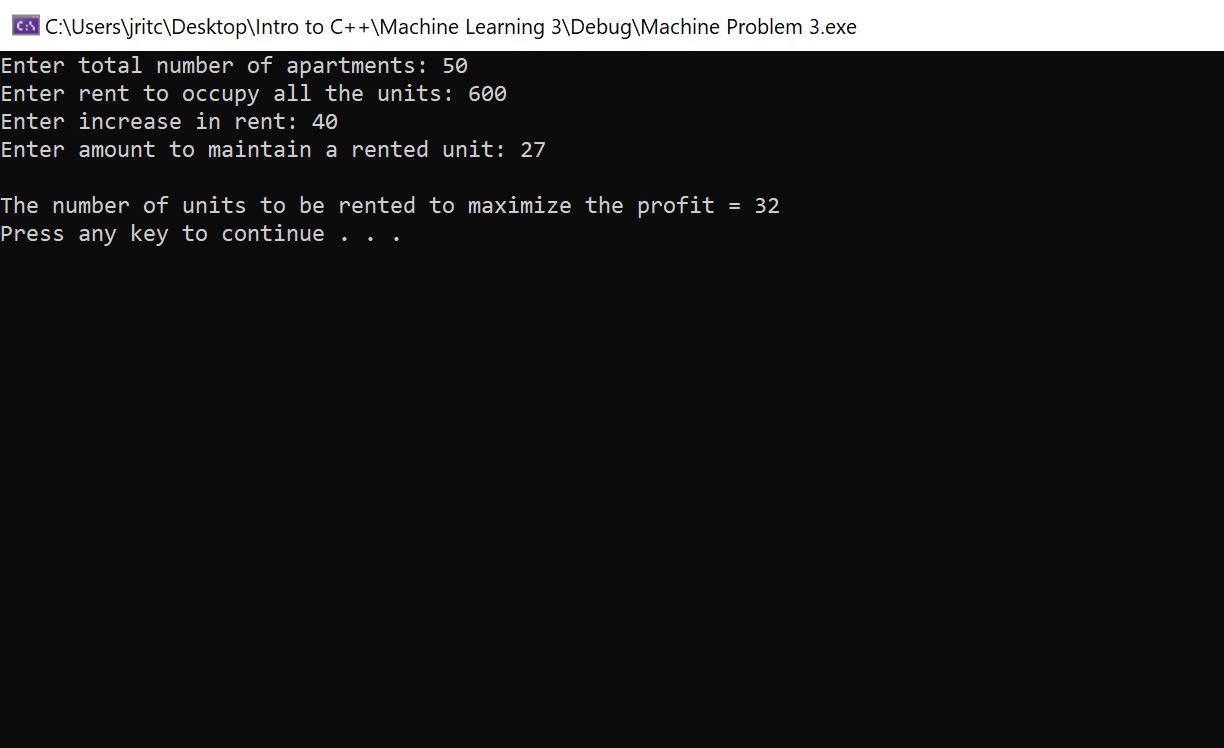 C:\Users\jritc\Desktop\Intro to C++\Machine Learning 3\Debug\Machine Problem 3.exe
Enter total number of apartments: 50
Enter rent to occupy all the units: 600
Enter increase in rent: 40
Enter amount to maintain a rented unit: 27
The number of units to be rented to maximize the profit = 32
Press any key to continue . . .